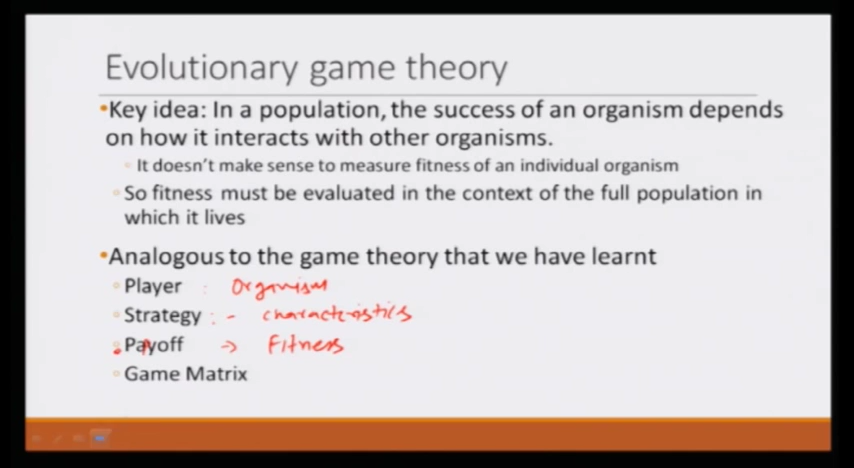 Evolutionary game theory
•Key idea: In a population, the success of an organism depends
on how it interacts with other organisms.
◦ It doesn't make sense to measure fitness of an individual organism
◦ So fitness must be evaluated in the context of the full population in
which it lives
•Analogous to the game theory that we have learnt
◦ Player : Organism
◦ Strategy : - characteristics
◦ Payoff → Fitness
◦ Game Matrix